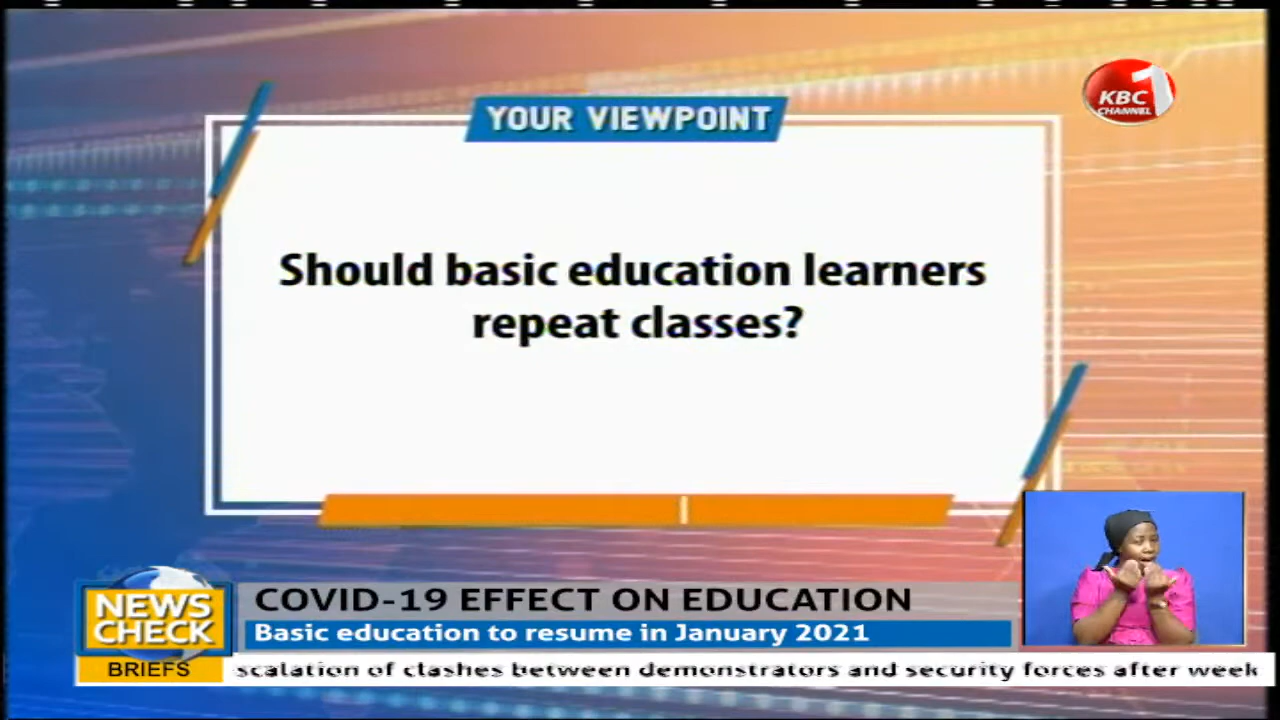 YOUR VIEWPOINT
KBC 1
CHANNEL
Should basic education learners
repeat classes?
NEWS
CHECK
COVID-19 EFFECT ON EDUCATION
Basic education to resume in January 2021
BRIEFS
scalation of clashes between demonstrators and security forces after week